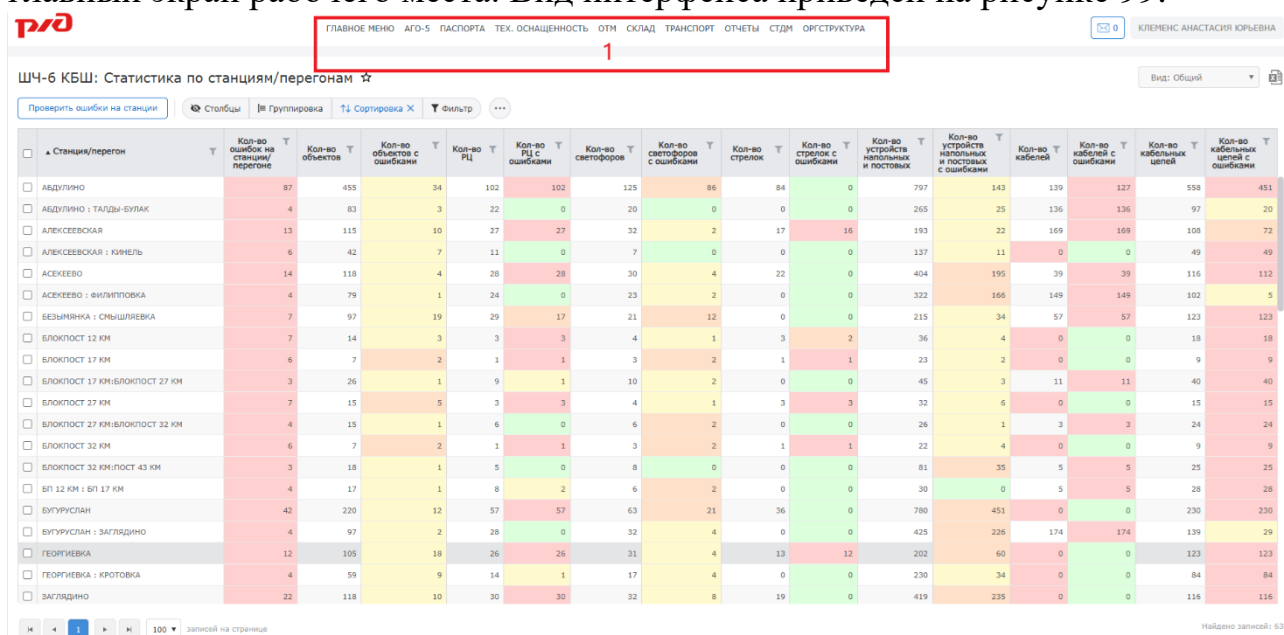 главный экран рабочего места. Вид интерфейса приведен на рисунке 99.
ржд
ГЛАВНОЕ МЕНЮ АГО-5 ПАСПОРТА ТЕХ. ОСНАЩЕННОСТЬ ОТМ СКЛАД ТРАНСПОРТ ОТЧЕТЫ СТДМ ОРГСТРУКТУРА
0 КЛЕМЕНС АНАСТАСИЯ ЮРЬЕВНА
1
ШЧ-6 КБШ: Статистика по станциям/перегонам ☆
Вид: Общий
Проверить ошибки на станции Столбцы Группировка ↑↓ Сортировка × Фильтр ...
▲ Станция/перегон Кол-во ошибок на станции/перегоне Кол-во объектов Кол-во объектов с ошибками Кол-во РЦ Кол-во РЦ с ошибками Кол-во светофоров Кол-во светофоров с ошибками Кол-во стрелок Кол-во стрелок с ошибками Кол-во устройств напольных и постовых Кол-во устройств напольных и постовых с ошибками Кол-во кабелей Кол-во кабелей с ошибками Кол-во кабельных цепей Кол-во кабельных цепей с ошибками
АБДУЛИНО 87 455 34 102 102 125 86 84 0 797 143 139 127 558 451
АБДУЛИНО : ТАЛДЫ-БУЛАК 4 83 3 22 0 20 0 0 0 265 25 136 136 97 20
АЛЕКСЕЕВСКАЯ 13 115 10 27 27 32 2 17 16 193 22 169 169 108 72
АЛЕКСЕЕВСКАЯ : КИНЕЛЬ 6 42 7 11 0 7 0 0 0 137 11 0 0 49 49
АСЕКЕЕВО 14 118 4 28 28 30 4 22 0 404 195 39 39 116 112
АСЕКЕЕВО : ФИЛИППОВКА 4 79 1 24 0 23 2 0 0 322 166 149 149 102 5
БЕЗЫМЯНКА : СМЫШЛЯЕВКА 7 97 19 29 17 21 12 0 0 215 34 57 57 123 123
БЛОКПОСТ 12 КМ 7 14 3 3 3 4 1 3 2 36 4 0 0 18 18
БЛОКПОСТ 17 КМ 6 7 2 1 1 3 2 1 1 23 2 0 0 9 9
БЛОКПОСТ 17 КМ:БЛОКПОСТ 27 КМ 3 26 1 9 1 10 2 0 0 45 3 11 11 40 40
БЛОКПОСТ 27 КМ 7 15 5 3 3 4 1 3 3 32 6 0 0 15 15
БЛОКПОСТ 27 КМ:БЛОКПОСТ 32 КМ 4 15 1 6 0 6 2 0 0 26 1 3 3 24 24
БЛОКПОСТ 32 КМ 6 7 2 1 1 3 2 1 1 22 4 0 0 9 9
БЛОКПОСТ 32 КМ:ПОСТ 43 КМ 3 18 1 5 0 8 0 0 0 81 35 5 5 25 25
БП 12 КМ : БП 17 КМ 4 17 1 8 2 6 2 0 0 30 0 5 5 28 28
БУГУРУСЛАН 42 220 12 57 57 63 21 36 0 780 451 0 0 230 230
БУГУРУСЛАН : ЗАГЛЯДИНО 4 97 2 28 0 32 4 0 0 425 226 174 174 139 29
ГЕОРГИЕВКА 12 105 18 26 26 31 4 13 12 202 60 0 0 123 123
ГЕОРГИЕВКА : КРОТОВКА 4 59 9 14 1 17 4 0 0 230 34 0 0 84 84
ЗАГЛЯДИНО 22 118 10 30 30 32 8 19 0 419 235 0 0 116 116
1 100 записей на странице
Найдено записей: 63